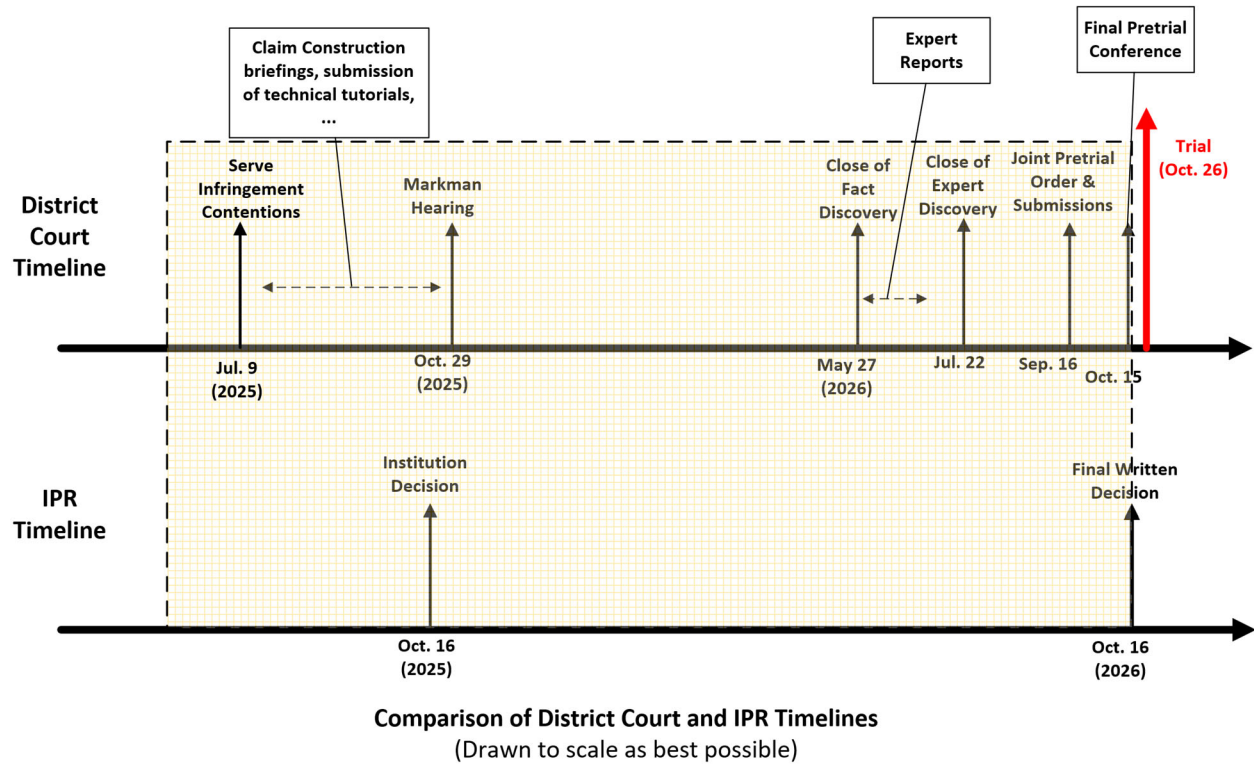 Claim Construction
briefings, submission
of technical tutorials,
...
Expert
Reports
Final Pretrial
Conference
District
Court
Timeline
Serve
Infringement
Contentions
Markman
Hearing
Close of
Fact
Discovery
Close of
Expert
Discovery
Joint Pretrial
Order &
Submissions
Trial
(Oct. 26)
Jul. 9
(2025)
Oct. 29
(2025)
May 27
(2026)
Jul. 22
Sep. 16
Oct. 15
IPR
Timeline
Institution
Decision
Final Written
Decision
Oct. 16
(2025)
Oct. 16
(2026)
Comparison of District Court and IPR Timelines
(Drawn to scale as best possible)